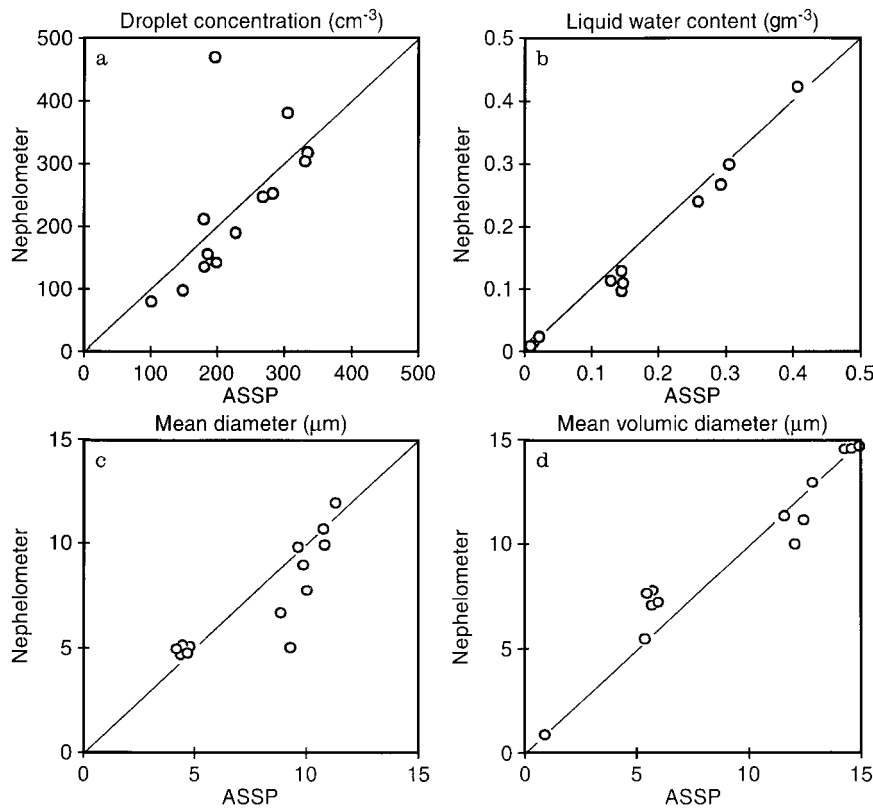 Droplet concentration (cm-3)
a
500
400
300
200
100
0
Nephelometer
100 200 300 400 500
ASSP
Liquid water content (gm-3)
b
0.5
0.4
0.3
0.2
0.1
0
Nephelometer
0 0.1 0.2 0.3 0.4 0.5
ASSP
Mean diameter (μm)
c
15
10
5
0
Nephelometer
0 5 10 15
ASSP
Mean volumic diameter (μm)
d
15
10
5
0
Nephelometer
0 5 10 15
ASSP